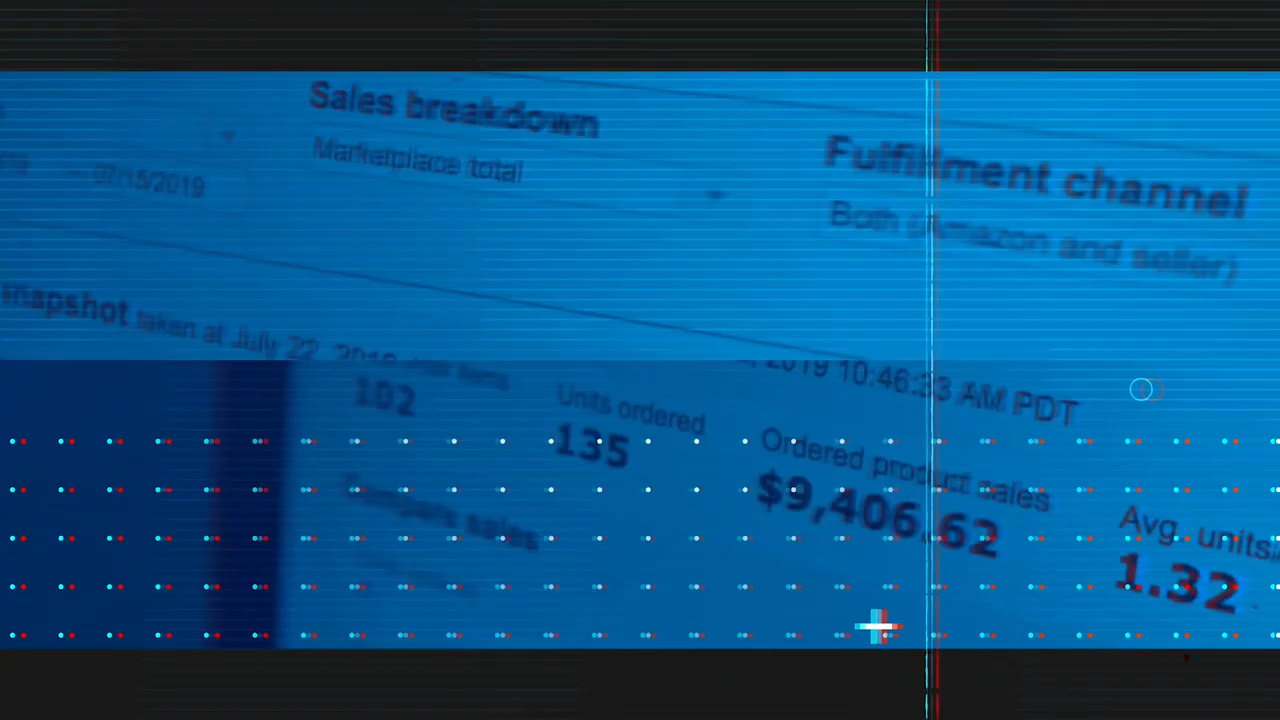 Sales breakdown
Marketplace total
Fulfillment channel
Both (Amazon and seller)
19 - 07/15/2019
snapshot taken at July 22, 2019
2019 10:46:33 AM PDT
102
Units ordered
135
Ordered product sales
$9,406.62
Avg. units
1.32
sales